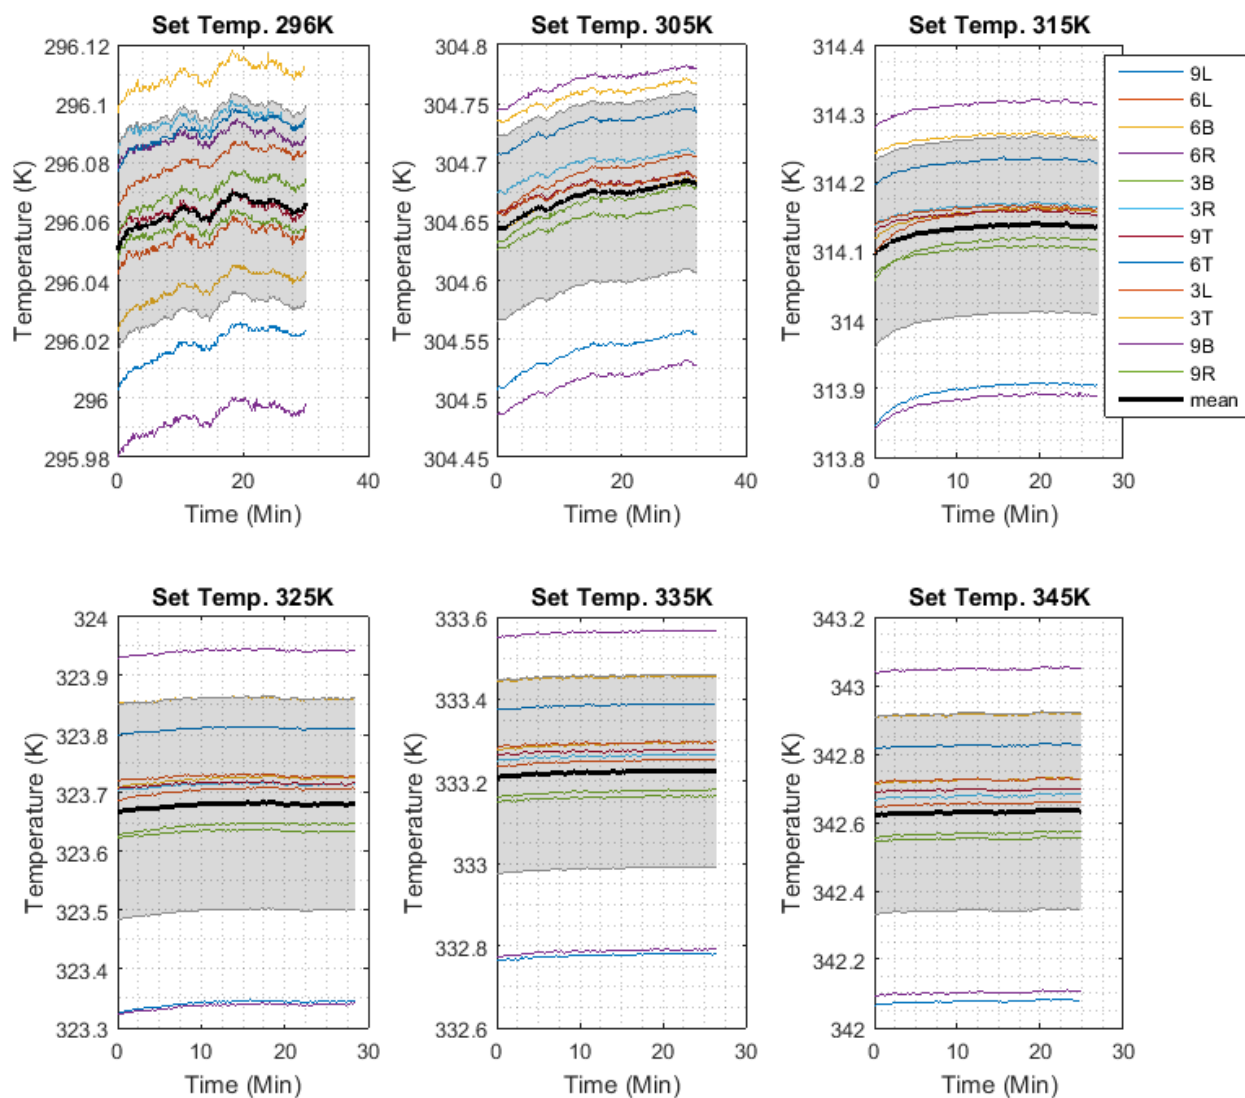 Set Temp. 296K
296.12
296.1
296.08
296.06
296.04
296.02
296
295.98
0
20
40
Temperature (K)
Time (Min)
Set Temp. 305K
304.8
304.75
304.7
304.65
304.6
304.55
304.5
304.45
0
20
40
Temperature (K)
Time (Min)
Set Temp. 315K
314.4
314.3
314.2
314.1
314
313.9
313.8
0
10
20
30
Temperature (K)
Time (Min)
9L
6L
6B
6R
3B
3R
9T
6T
3L
3T
9B
9R
mean
Set Temp. 325K
324
323.9
323.8
323.7
323.6
323.5
323.4
323.3
0
10
20
30
Temperature (K)
Time (Min)
Set Temp. 335K
333.6
333.4
333.2
333
332.8
332.6
0
10
20
30
Temperature (K)
Time (Min)
Set Temp. 345K
343.2
343
342.8
342.6
342.4
342.2
342
0
10
20
30
Temperature (K)
Time (Min)